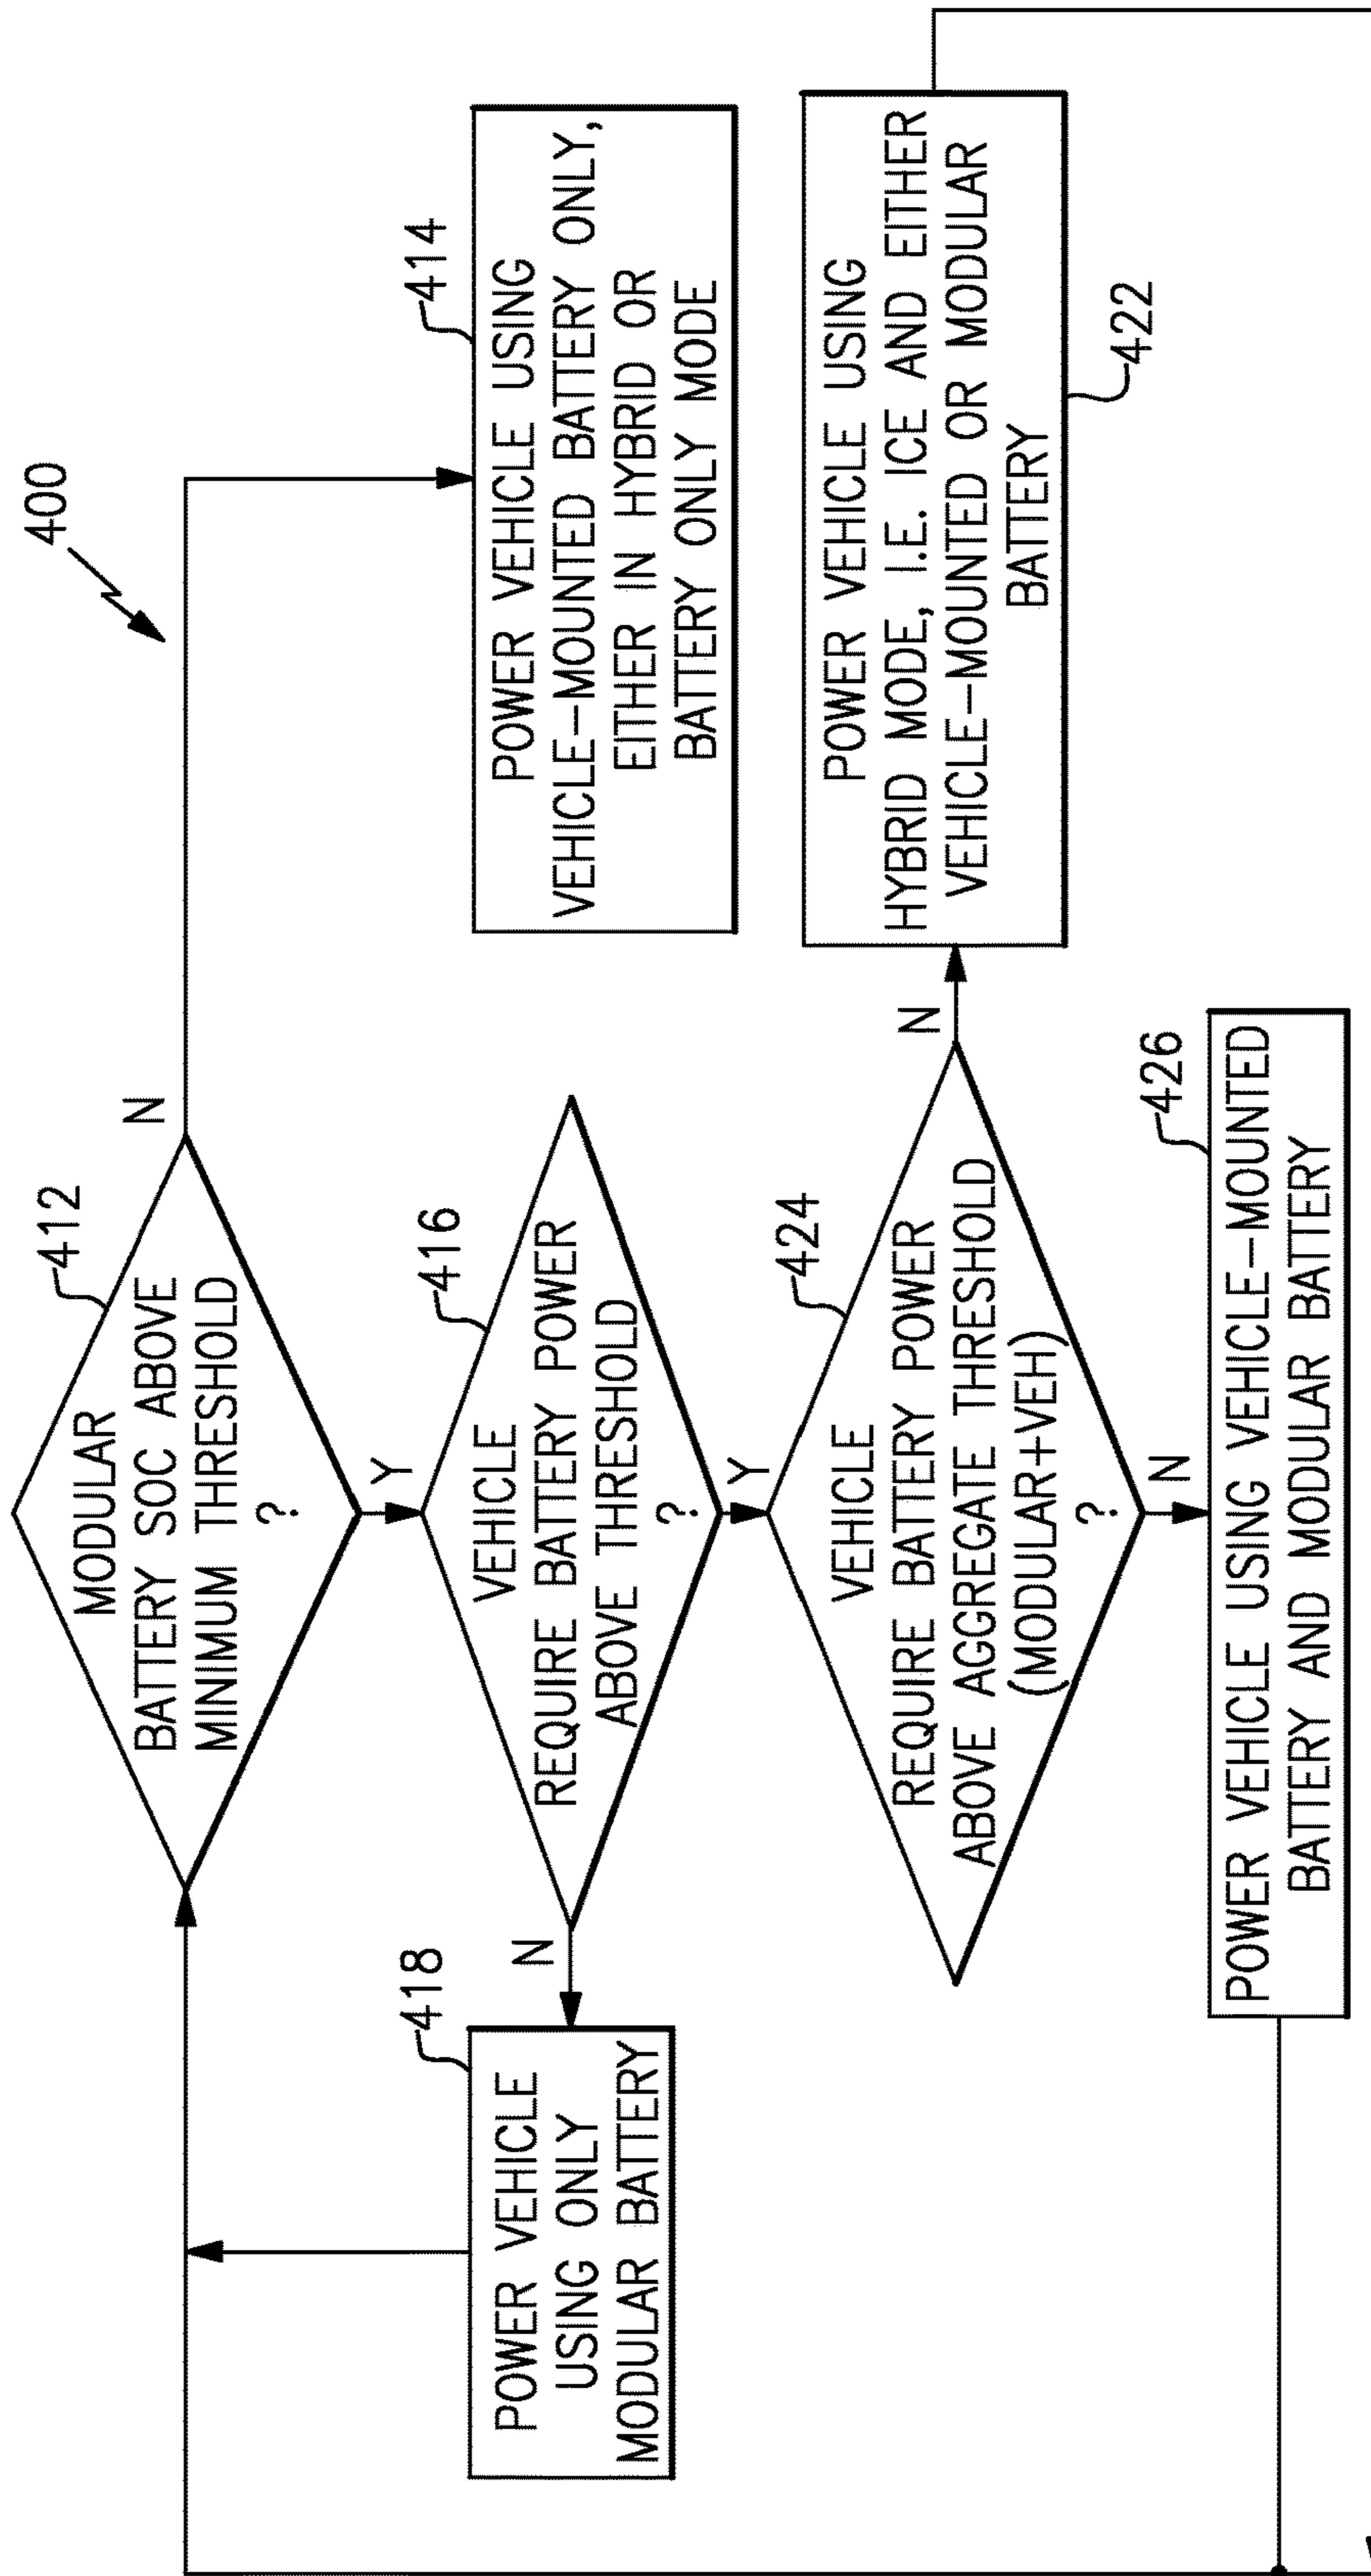 400
412
MODULAR
BATTERY SOC ABOVE
MINIMUM THRESHOLD
?
N
Y
414
POWER VEHICLE USING
VEHICLE-MOUNTED BATTERY ONLY,
EITHER IN HYBRID OR
BATTERY ONLY MODE
416
VEHICLE
REQUIRE BATTERY POWER
ABOVE THRESHOLD
?
N
Y
418
POWER VEHICLE
USING ONLY
MODULAR BATTERY
424
VEHICLE
REQUIRE BATTERY POWER
ABOVE AGGREGATE THRESHOLD
(MODULAR+VEH)
?
N
N
POWER VEHICLE USING
HYBRID MODE, I.E. ICE AND EITHER
VEHICLE-MOUNTED OR MODULAR
BATTERY
422
426
POWER VEHICLE USING VEHICLE-MOUNTED
BATTERY AND MODULAR BATTERY